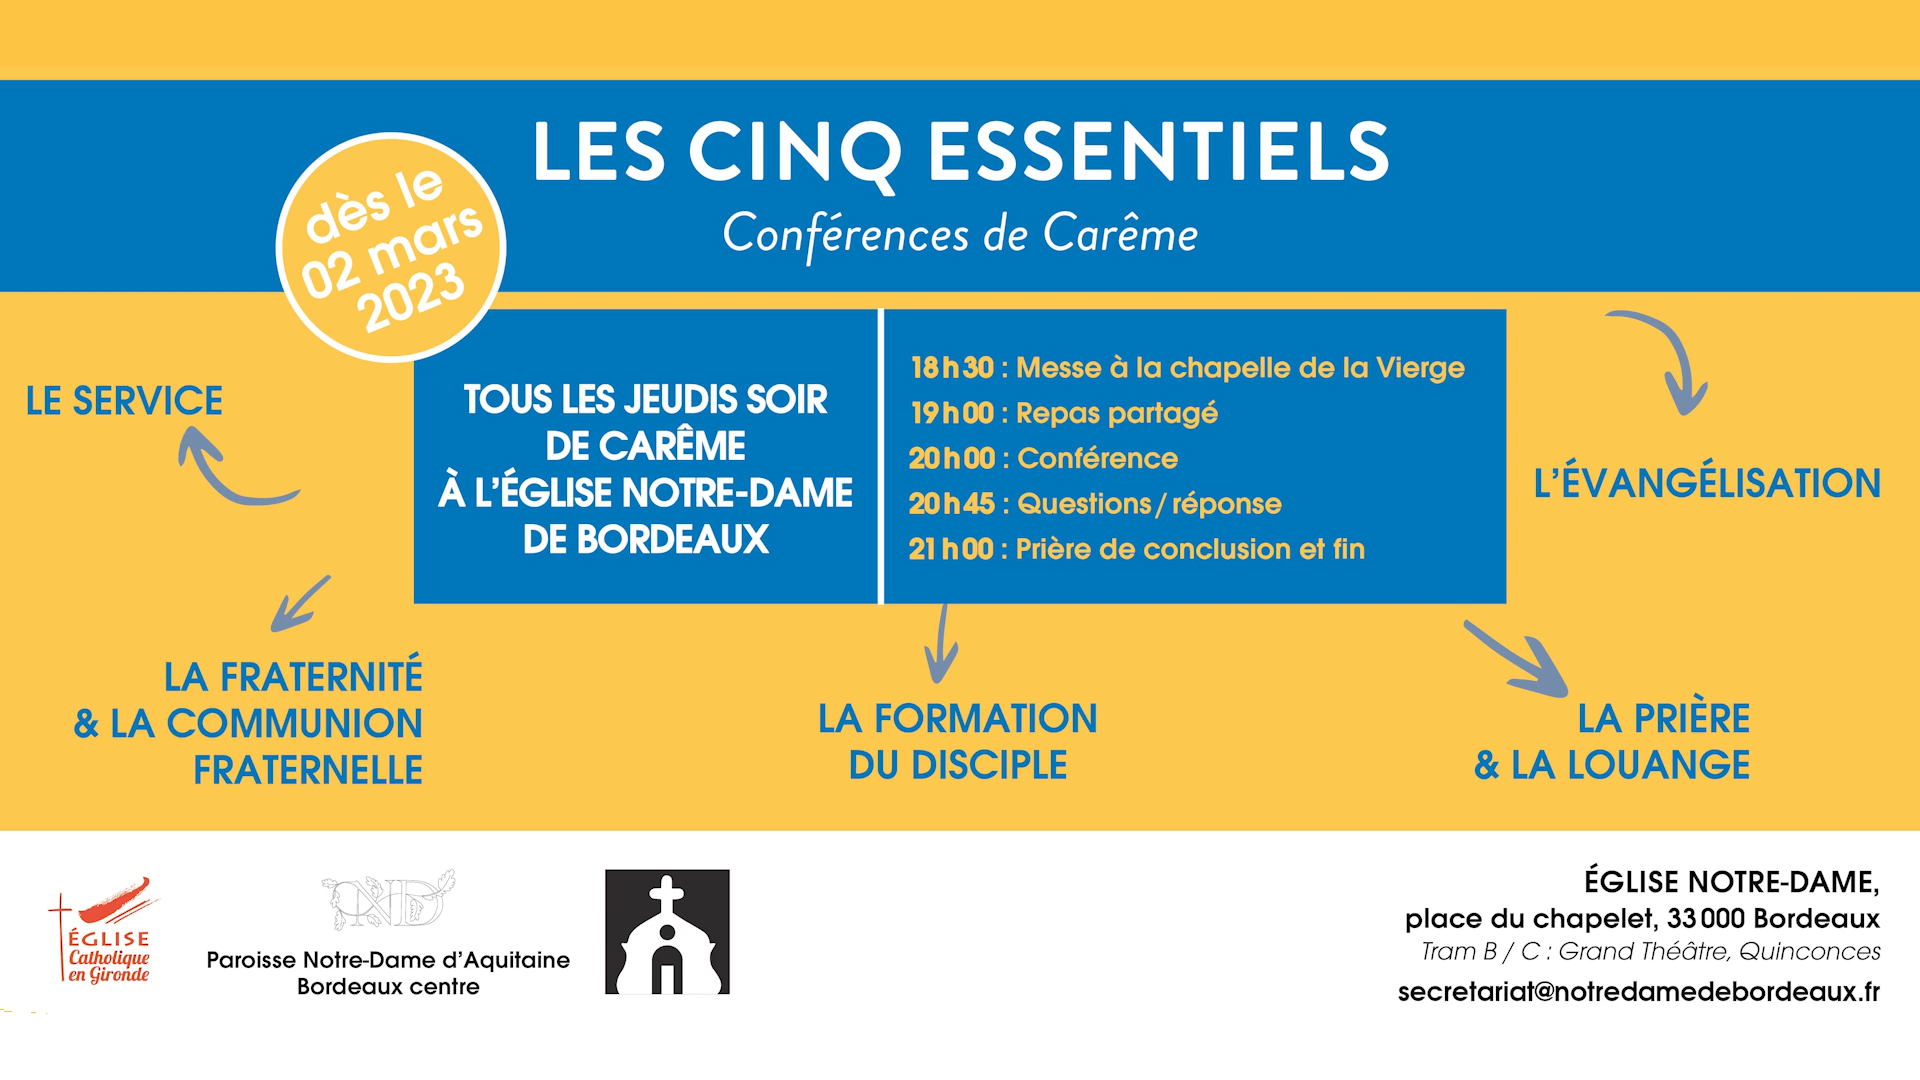 LES CINQ ESSENTIELS
Conférences de Carême
dès le
02 mars
2023
TOUS LES JEUDIS SOIR
DE CARÊME
À L'ÉGLISE NOTRE-DAME
DE BORDEAUX
18h30 : Messe à la chapelle de la Vierge
19h00 : Repas partagé
20h00 : Conférence
20h45 : Questions / réponse
21h00 : Prière de conclusion et fin
LE SERVICE
L'ÉVANGÉLISATION
LA FRATERNITÉ
& LA COMMUNION
FRATERNELLE
LA FORMATION
DU DISCIPLE
LA PRIÈRE
& LA LOUANGE
ÉGLISE
Catholique
en Gironde
ND
Paroisse Notre-Dame d'Aquitaine
Bordeaux centre
ÉGLISE NOTRE-DAME,
place du chapelet, 33000 Bordeaux
Tram B / C : Grand Théâtre, Quinconces
secretariat@notredamedebordeaux.fr